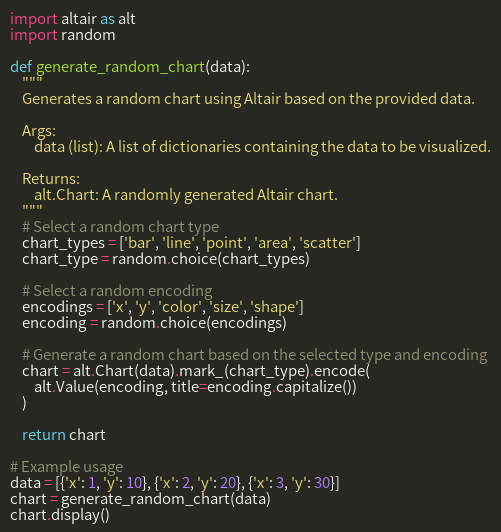 import altair as alt
import random

def generate_random_chart(data):
    """
    Generates a random chart using Altair based on the provided data.

    Args:
        data (list): A list of dictionaries containing the data to be visualized.

    Returns:
        alt.Chart: A randomly generated Altair chart.
    """
    # Select a random chart type
    chart_types = ['bar', 'line', 'point', 'area', 'scatter']
    chart_type = random.choice(chart_types)

    # Select a random encoding
    encodings = ['x', 'y', 'color', 'size', 'shape']
    encoding = random.choice(encodings)

    # Generate a random chart based on the selected type and encoding
    chart = alt.Chart(data).mark_(chart_type).encode(
        alt.Value(encoding, title=encoding.capitalize())
    )

    return chart

# Example usage
data = [{'x': 1, 'y': 10}, {'x': 2, 'y': 20}, {'x': 3, 'y': 30}]
chart = generate_random_chart(data)
chart.display()